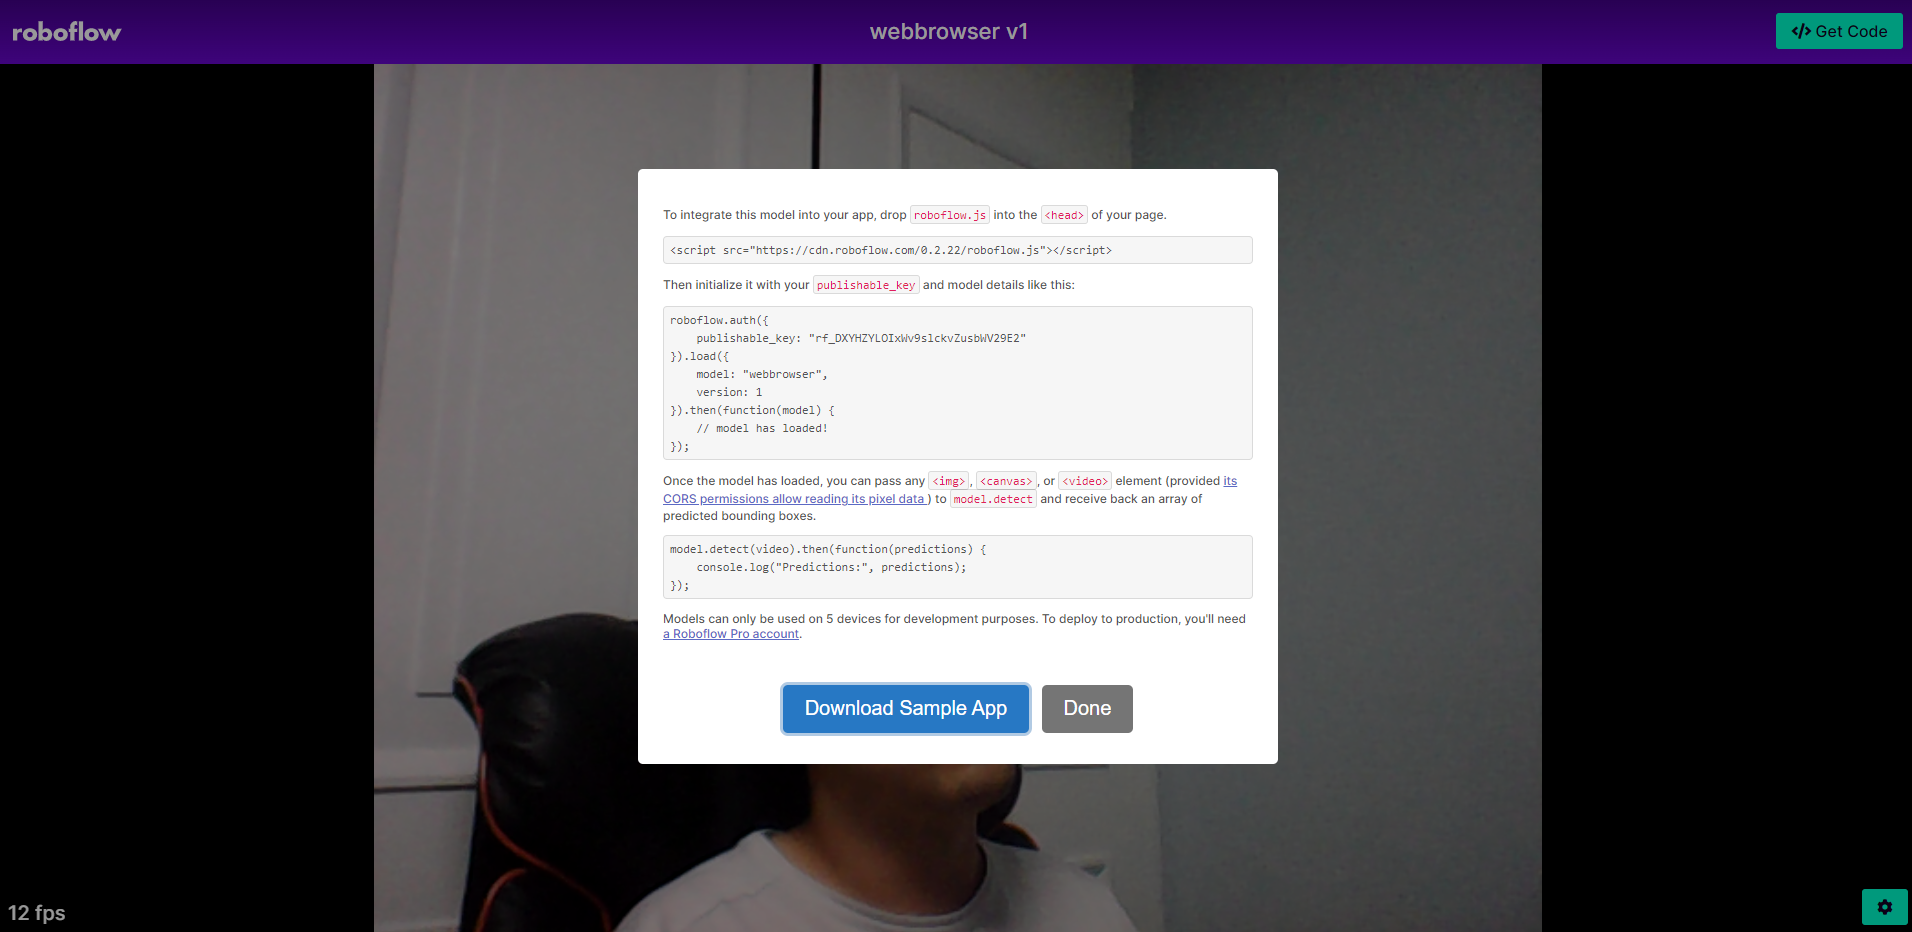 roboflow
webbrowser v1
</> Get Code
To integrate this model into your app, drop roboflow.js into the <head> of your page.
<script src="https://cdn.roboflow.com/0.2.22/roboflow.js"></script>
Then initialize it with your publishable_key and model details like this:
roboflow.auth({
    publishable_key: "rf_DXYHZYLOIxWv9slckvZusbWV29E2"
}).load({
    model: "webbrowser",
    version: 1
}).then(function(model) {
    // model has loaded!
});
Once the model has loaded, you can pass any <img>, <canvas>, or <video> element (provided its
CORS permissions allow reading its pixel data ) to model.detect and receive back an array of
predicted bounding boxes.
model.detect(video).then(function(predictions) {
    console.log("Predictions:", predictions);
});
Models can only be used on 5 devices for development purposes. To deploy to production, you'll need
a Roboflow Pro account.
Download Sample App
Done
12 fps